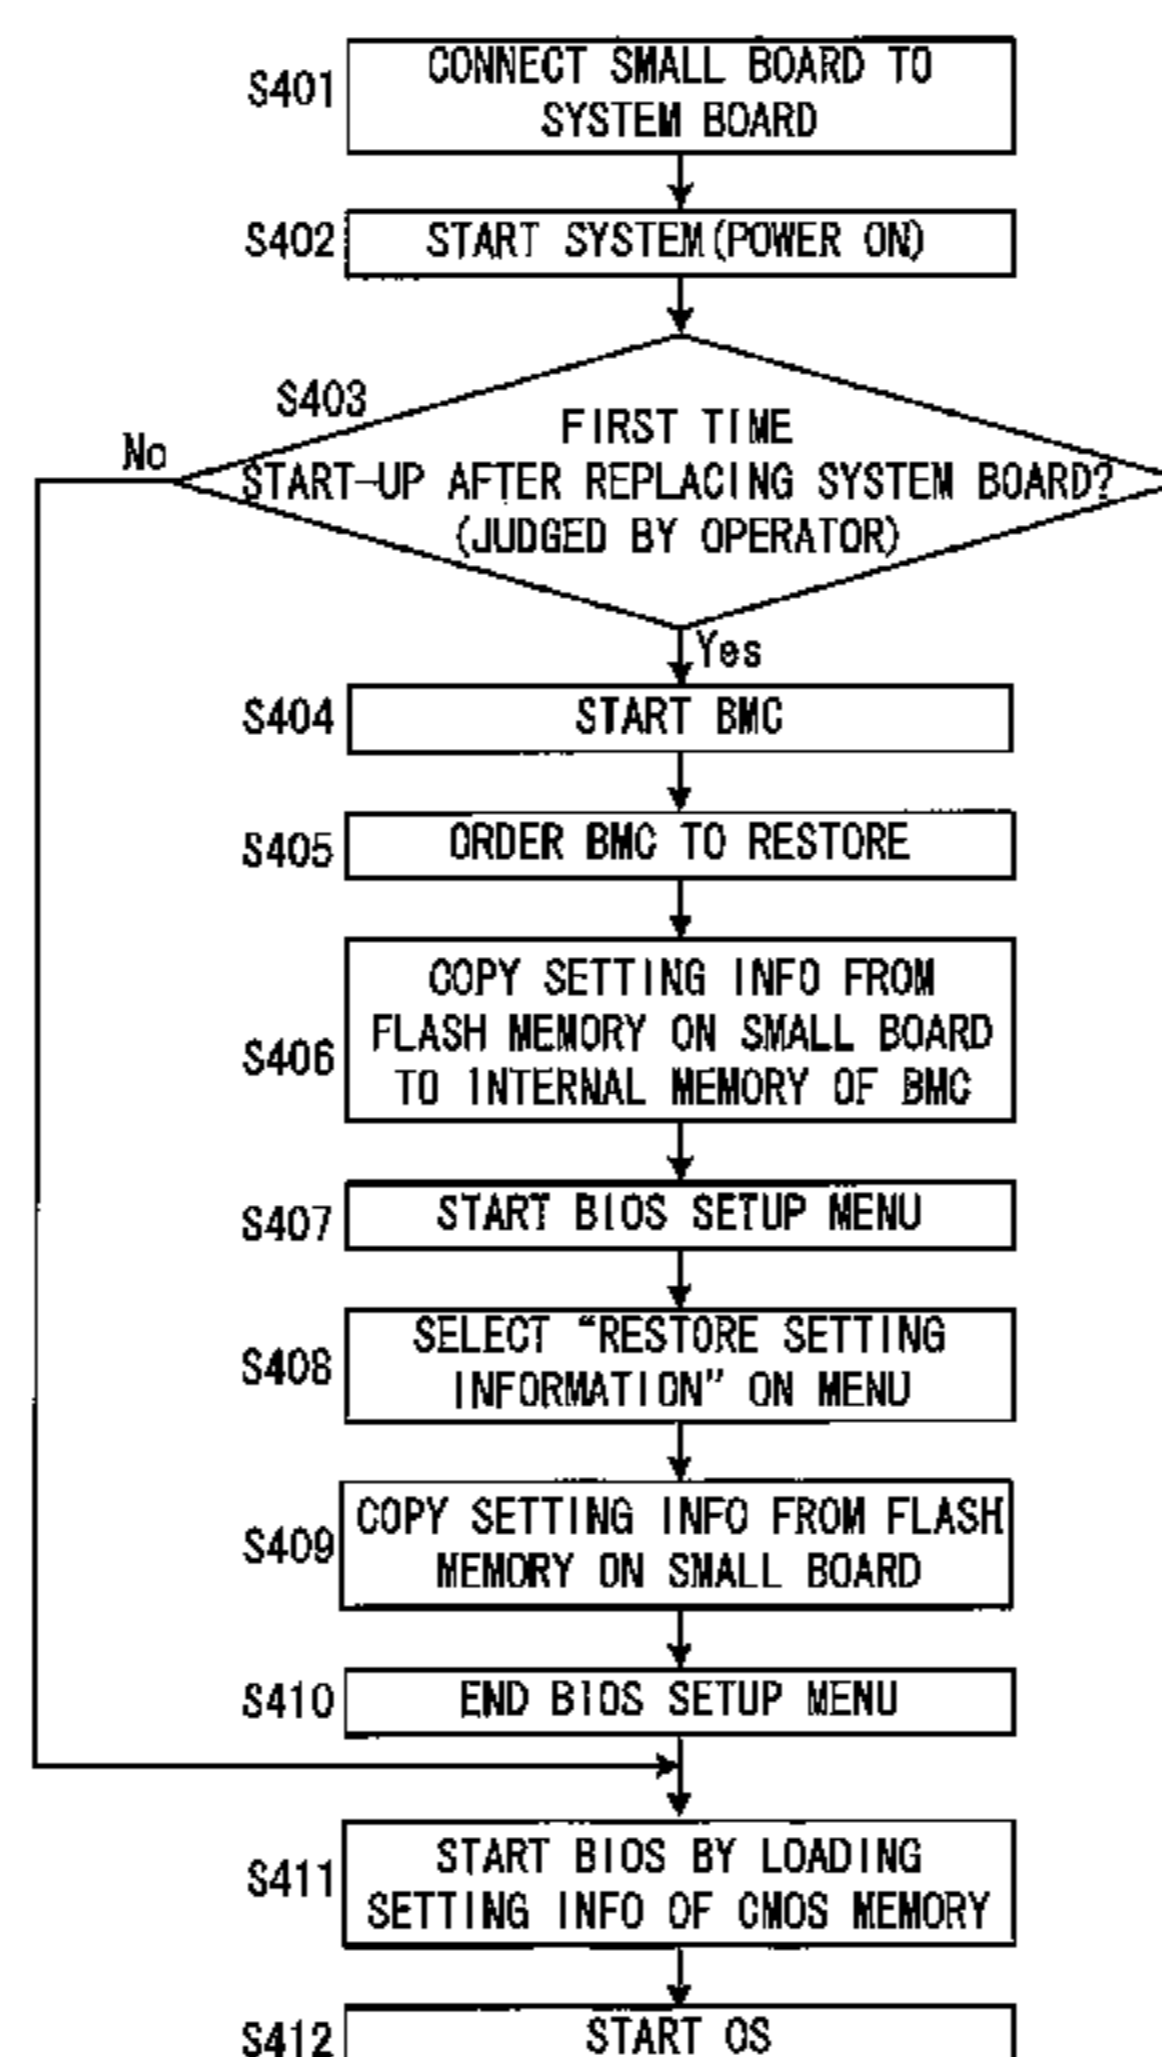 S401
CONNECT SMALL BOARD TO
SYSTEM BOARD
S402
START SYSTEM(POWER ON)
S403
FIRST TIME
START-UP AFTER REPLACING SYSTEM BOARD?
(JUDGED BY OPERATOR)
No
Yes
S404
START BMC
S405
ORDER BMC TO RESTORE
S406
COPY SETTING INFO FROM
FLASH MEMORY ON SMALL BOARD
TO INTERNAL MEMORY OF BMC
S407
START BIOS SETUP MENU
S408
SELECT “RESTORE SETTING
INFORMATION” ON MENU
S409
COPY SETTING INFO FROM FLASH
MEMORY ON SMALL BOARD
S410
END BIOS SETUP MENU
S411
START BIOS BY LOADING
SETTING INFO OF CMOS MEMORY
S412
START OS